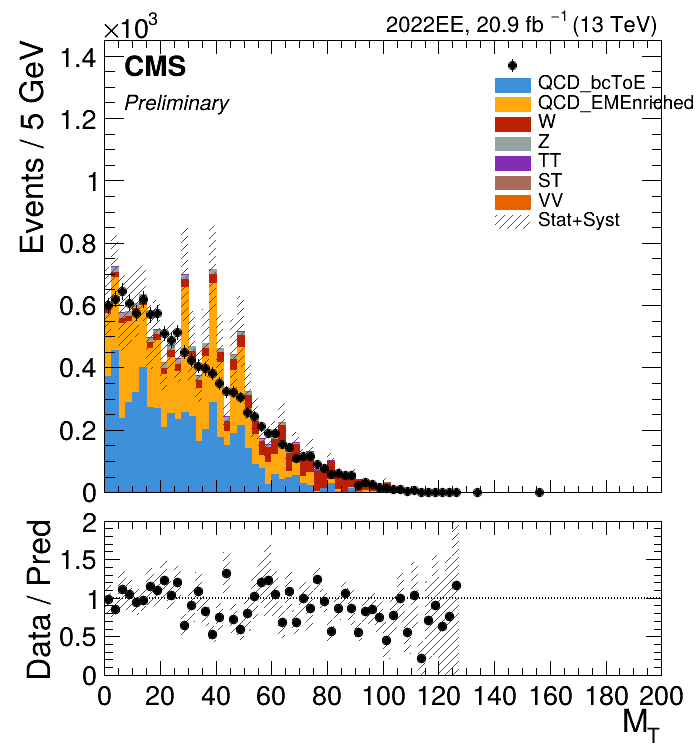 ×10³
2022EE, 20.9 fb ⁻¹ (13 TeV)
CMS
Preliminary
QCD_bcToE
QCD_EMEnriched
W
Z
TT
ST
VV
Stat+Syst
Events / 5 GeV
1.4
1.2
1
0.8
0.6
0.4
0.2
0
Data / Pred
2
1.5
1
0.5
0
0 20 40 60 80 100 120 140 160 180 200
M_T